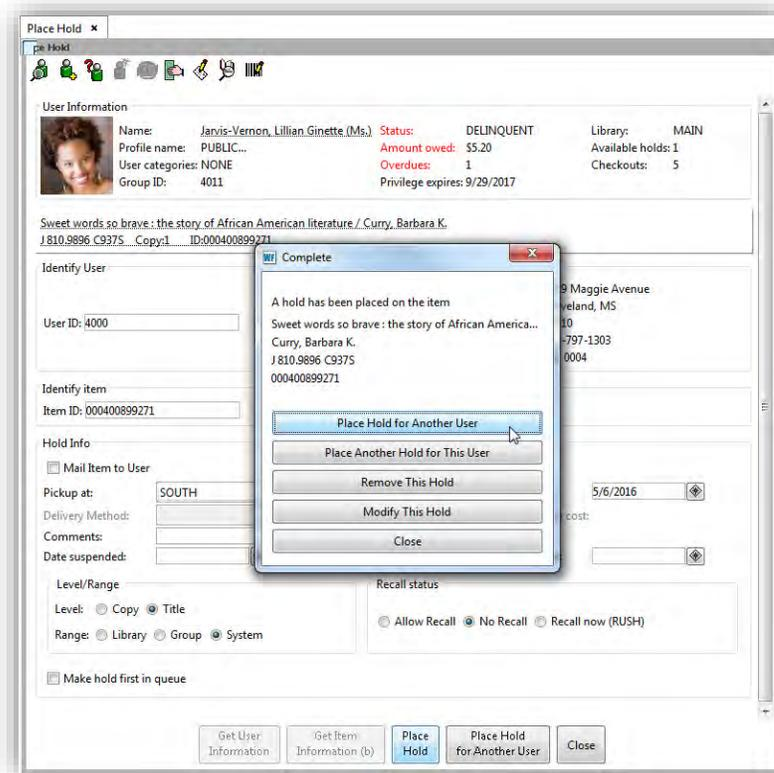 Place Hold
ce Hold
User Information
Name: Jarvis-Vernon, Lillian Ginette (Ms.) Status: DELINQUENT Library: MAIN
Profile name: PUBLIC... Amount owed: $5.20 Available holds: 1
User categories: NONE Overdues: 1 Checkouts: 5
Group ID: 4011 Privilege expires: 9/29/2017
Sweet words so brave : the story of African American literature / Curry, Barbara K.
J 810.9896 C937S Copy:1 ID:000400899271
WF Complete
Identify User
9 Maggie Avenue
A hold has been placed on the item
veland, MS
User ID: 4000
Sweet words so brave : the story of African America...
10
Curry, Barbara K.
-797-1303
J 810.9896 C937S
0004
000400899271
Identify item
Item ID: 000400899271
Place Hold for Another User
Hold Info
Place Another Hold for This User
Mail Item to User
Remove This Hold
Pickup at: SOUTH 5/6/2016
Delivery Method: cost:
Modify This Hold
Comments:
Close
Date suspended:
Level/Range Recall status
Level: Copy Title
Allow Recall No Recall Recall now (RUSH)
Range: Library Group System
Make hold first in queue
Get User Information
Get Item Information (b)
Place Hold
Place Hold for Another User
Close